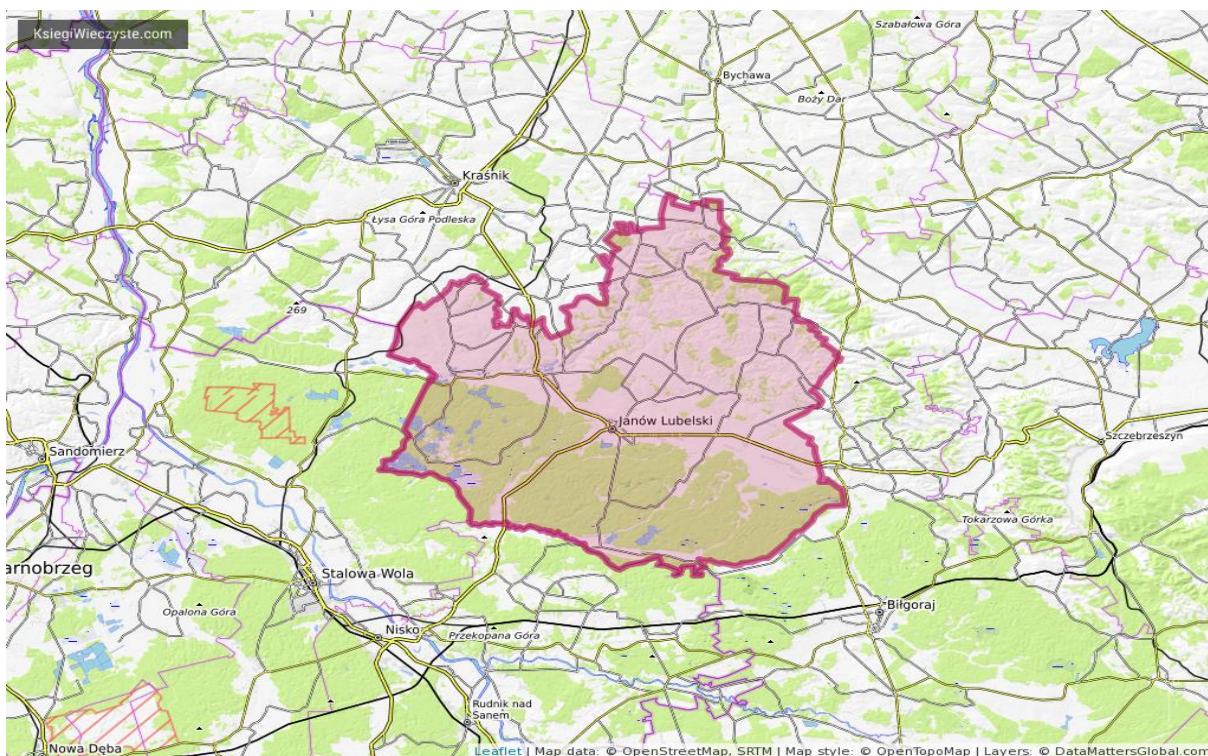 KsiegiWieczyste.com
Szabałowa Góra
Bychawa
Boży Dar
Kraśnik
Łysa Góra Podleska
269
Janów Lubelski
Sandomierz
Szczebrzeszyn
Tokarzowa Górka
arnobrzeg
Stalowa Wola
Opalona Góra
Biłgoraj
Nisko
Przekopana Góra
Rudnik nad
Sanem
Nowa Dęba
Leaflet | Map data: © OpenStreetMap, SRTM | Map style: © OpenTopoMap | Layers: © DataMattersGlobal.com